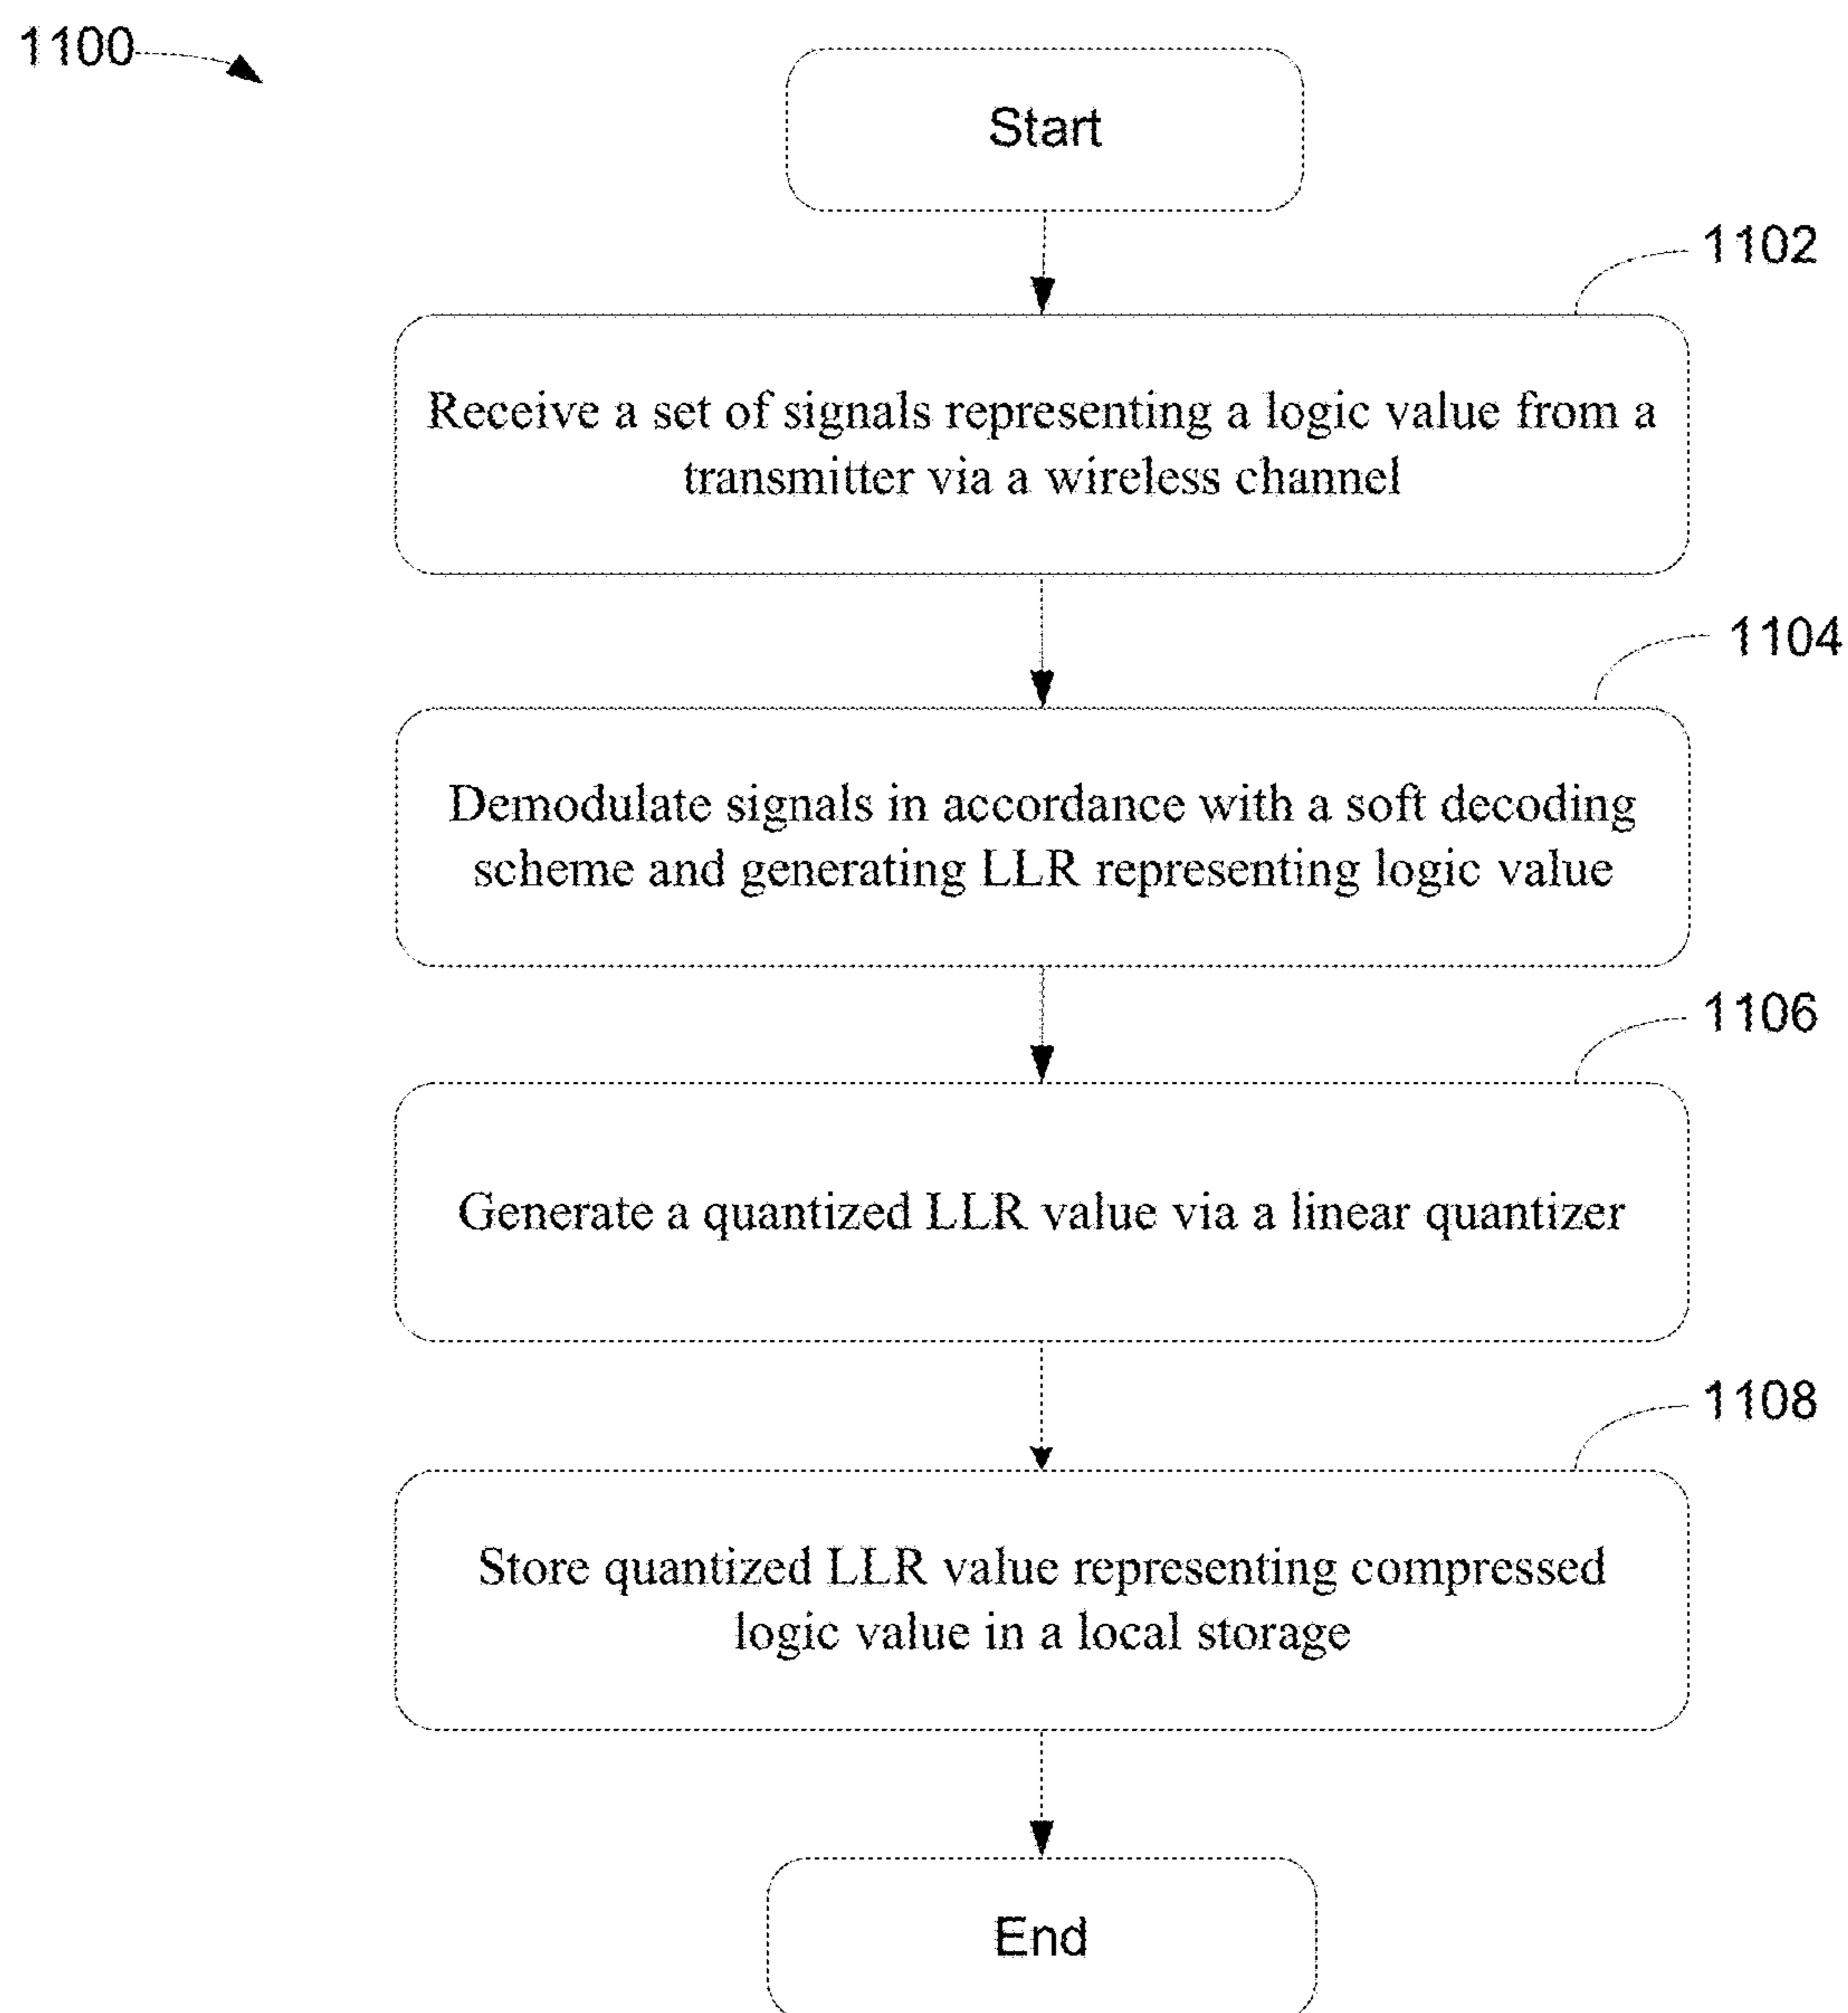 1100
Start
1102
Receive a set of signals representing a logic value from a
transmitter via a wireless channel
1104
Demodulate signals in accordance with a soft decoding
scheme and generating LLR representing logic value
1106
Generate a quantized LLR value via a linear quantizer
1108
Store quantized LLR value representing compressed
logic value in a local storage
End